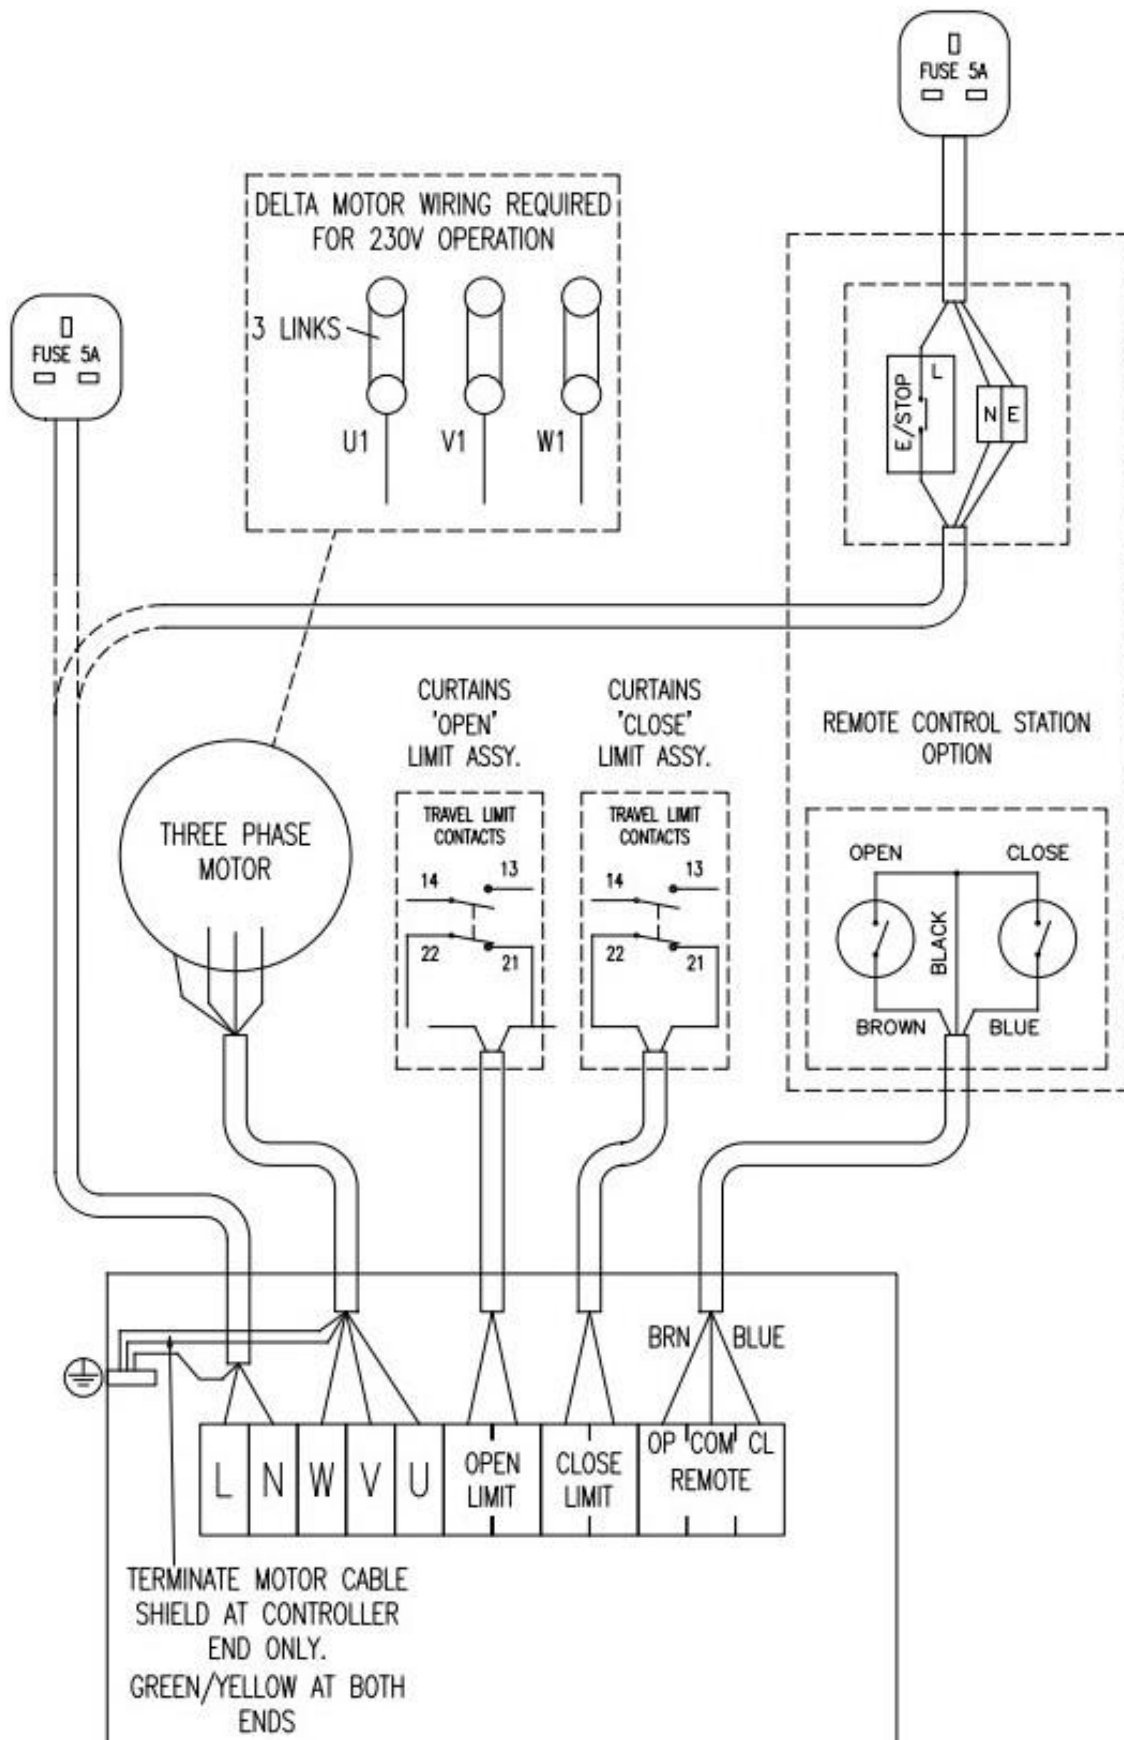 FUSE 5A
DELTA MOTOR WIRING REQUIRED
FOR 230V OPERATION
3 LINKS
U1
V1
W1
FUSE 5A
E/STOP
L
N
E
CURTAINS
'OPEN'
LIMIT ASSY.
CURTAINS
'CLOSE'
LIMIT ASSY.
REMOTE CONTROL STATION
OPTION
THREE PHASE
MOTOR
TRAVEL LIMIT
CONTACTS
14
13
22
21
TRAVEL LIMIT
CONTACTS
14
13
22
21
OPEN
CLOSE
BLACK
BROWN
BLUE
BRN
BLUE
L
N
W
V
U
OPEN
LIMIT
CLOSE
LIMIT
OP COM CL
REMOTE
TERMINATE MOTOR CABLE
SHIELD AT CONTROLLER
END ONLY.
GREEN/YELLOW AT BOTH
ENDS